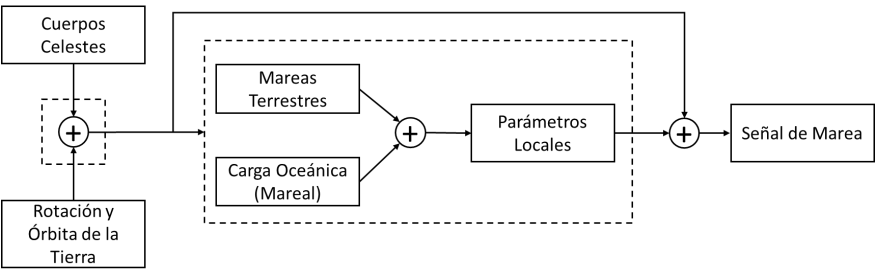 Cuerpos
Celestes
+
Rotación y
Órbita de la
Tierra
Mareas
Terrestres
Carga Oceánica
(Mareal)
+
Parámetros
Locales
+
Señal de Marea